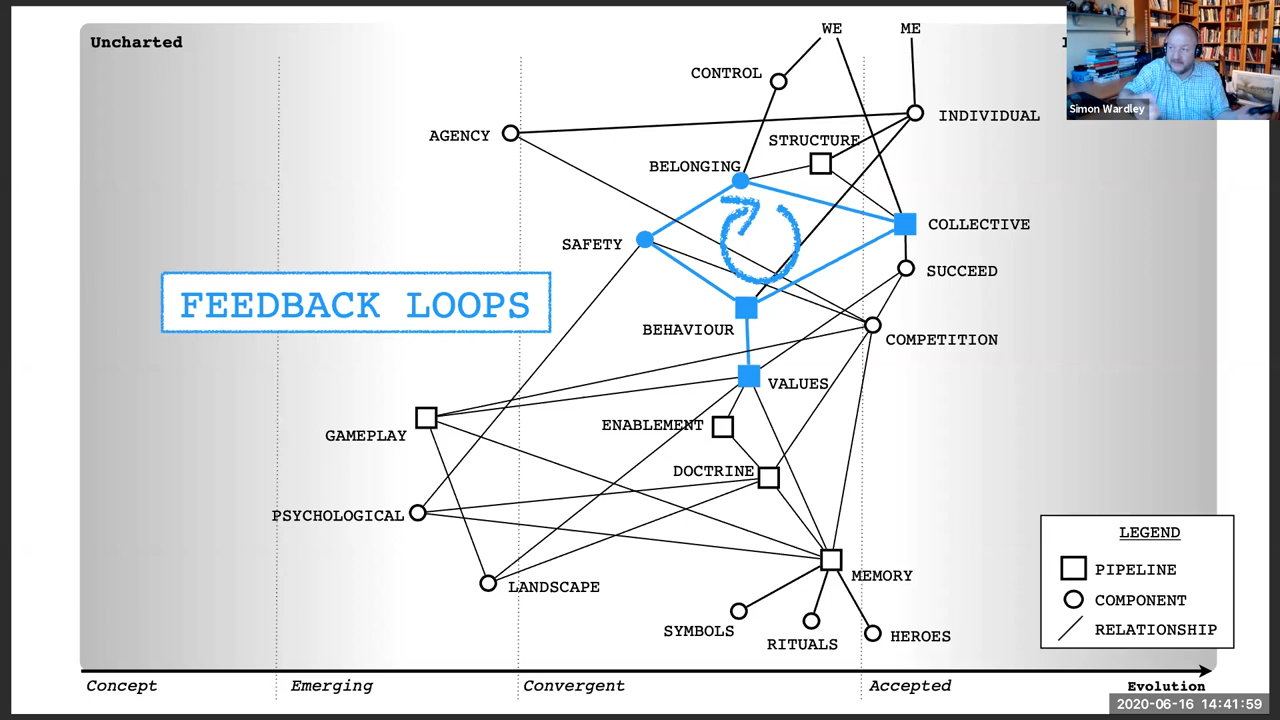 Uncharted
WE
ME
CONTROL
INDIVIDUAL
AGENCY
STRUCTURE
BELONGING
COLLECTIVE
SAFETY
SUCCEED
FEEDBACK LOOPS
BEHAVIOUR
COMPETITION
VALUES
ENABLEMENT
GAMEPLAY
DOCTRINE
PSYCHOLOGICAL
MEMORY
LANDSCAPE
SYMBOLS
RITUALS
HEROES
LEGEND
PIPELINE
COMPONENT
RELATIONSHIP
Concept
Emerging
Convergent
Accepted
Evolution
Simon Wardley
2020-06-16 14:41:59